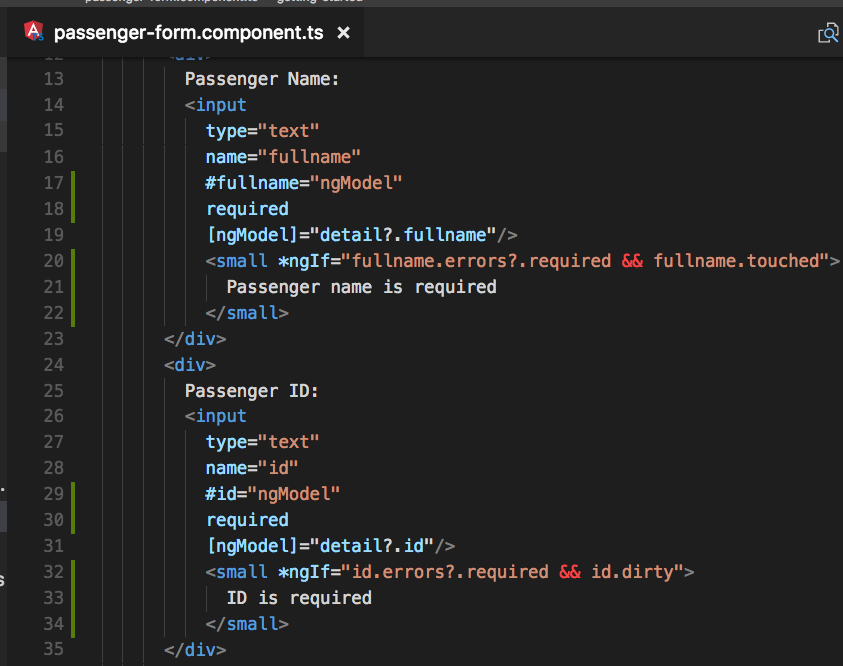 passenger-form.component.ts ×
Passenger Name:
13
14 <input
15 type="text"
16 name="fullname"
17 #fullname="ngModel"
18 required
19 [ngModel]="detail?.fullname"/>
20 <small *ngIf="fullname.errors?.required && fullname.touched">
21 Passenger name is required
22 </small>
23 </div>
24 <div>
25 Passenger ID:
26 <input
27 type="text"
28 name="id"
29 #id="ngModel"
30 required
31 [ngModel]="detail?.id"/>
32 <small *ngIf="id.errors?.required && id.dirty">
33 ID is required
34 </small>
35 </div>